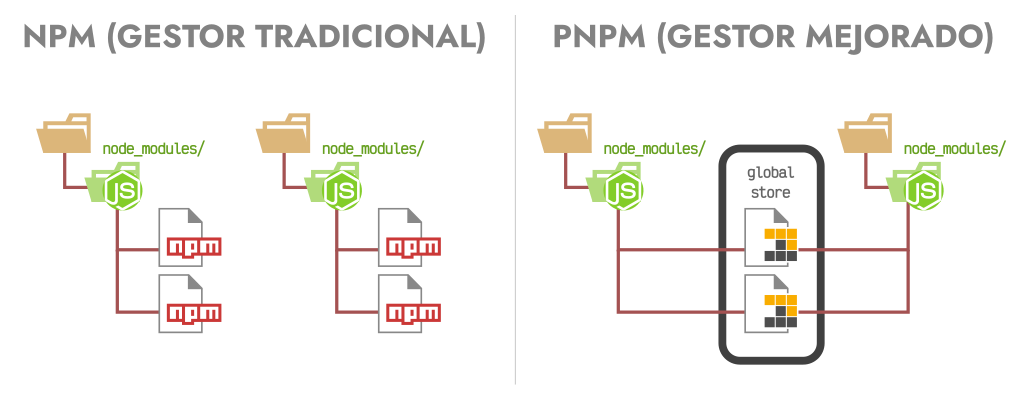 NPM (GESTOR TRADICIONAL)
node_modules/
JS
npm
npm
node_modules/
JS
npm
npm
PNPM (GESTOR MEJORADO)
node_modules/
JS
global
store
node_modules/
JS